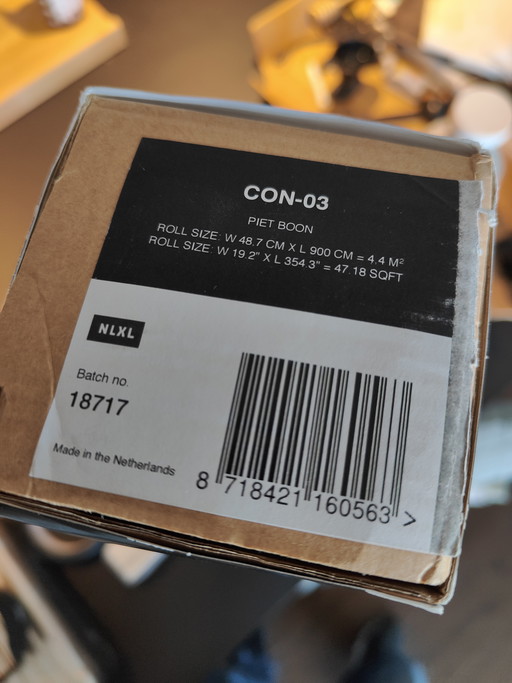 CON-03
PIET BOON
ROLL SIZE: W 48.7 CM X L 900 CM = 4.4 M²
ROLL SIZE: W 19.2" X L 354.3" = 47.18 SQFT
NLXL
Batch no.
18717
Made in the Netherlands
8 718421 160563 >